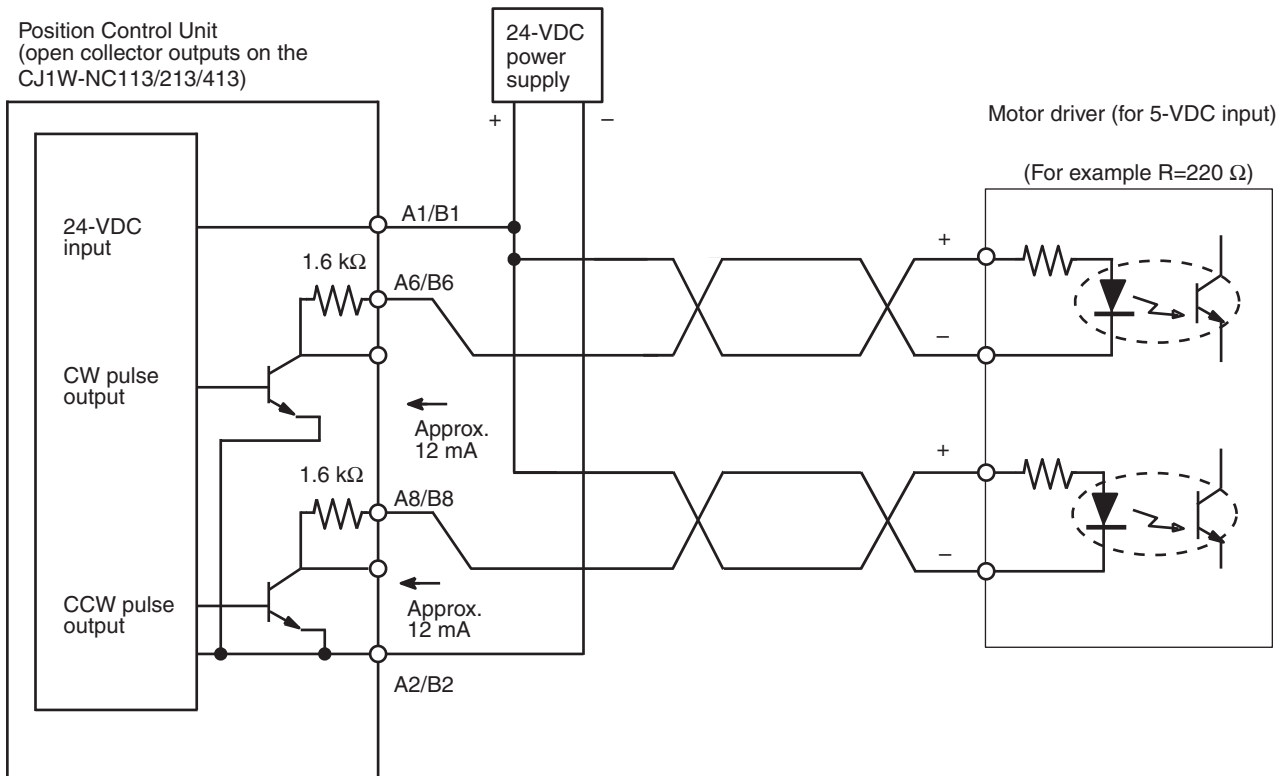 Position Control Unit
(open collector outputs on the
CJ1W-NC113/213/413)
24-VDC
power
supply
+
–
Motor driver (for 5-VDC input)
(For example R=220 Ω)
24-VDC
input
A1/B1
1.6 kΩ
A6/B6
+
–
CW pulse
output
Approx.
12 mA
1.6 kΩ
A8/B8
+
–
CCW pulse
output
Approx.
12 mA
A2/B2